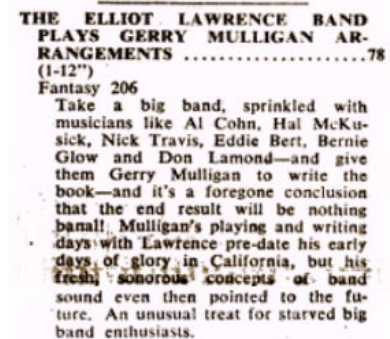 THE ELLIOT LAWRENCE BAND
PLAYS GERRY MULLIGAN AR-
RANGEMENTS ....................78
(1-12")
Fantasy 206
Take a big band, sprinkled with
musicians like Al Cohn, Hal McKu-
sick, Nick Travis, Eddie Bert, Bernie
Glow and Don Lamond—and give
them Gerry Mulligan to write the
book—and it's a foregone conclusion
that the end result will be nothing
banal! Mulligan's playing and writing
days with Lawrence pre-date his early
days of glory in California, but his
fresh, sonorous concepts of band
sound even then pointed to the fu-
ture. An unusual treat for starved big
band enthusiasts.